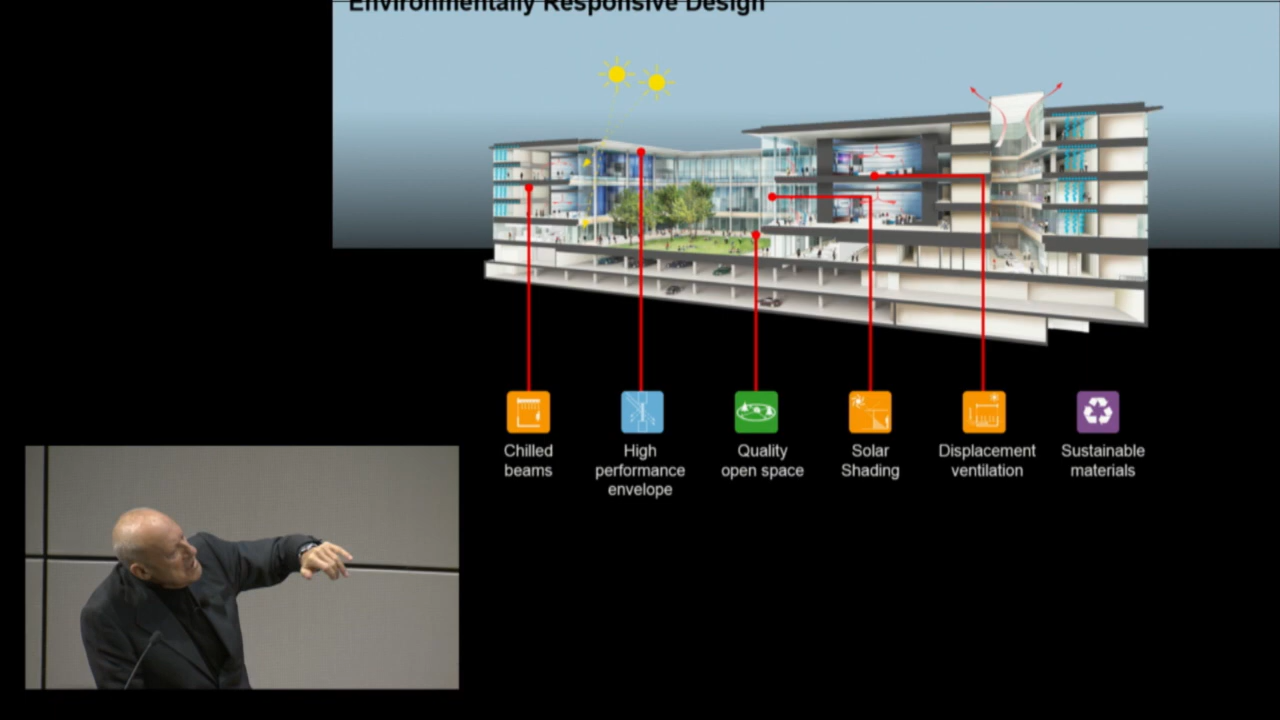 Environmentally Responsive Design
Chilled
beams
High
performance
envelope
Quality
open space
Solar
Shading
Displacement
ventilation
Sustainable
materials